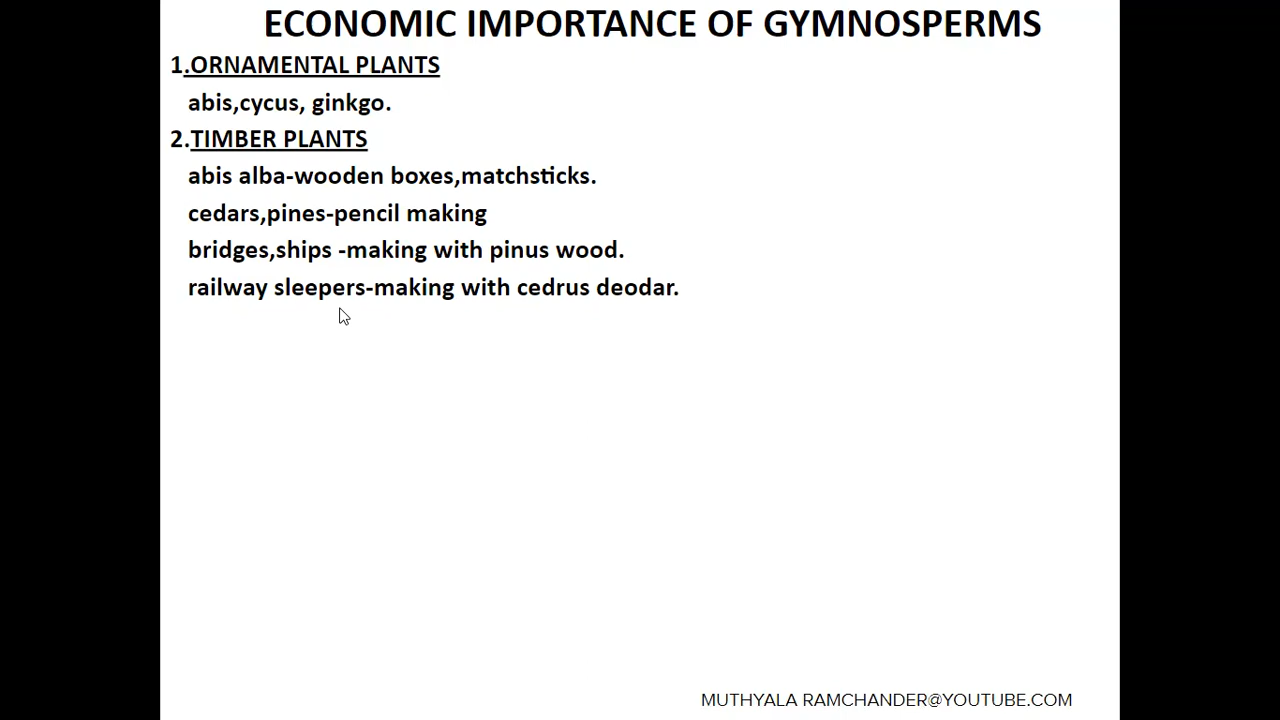 ECONOMIC IMPORTANCE OF GYMNOSPERMS
1.ORNAMENTAL PLANTS
abis,cycus, ginkgo.
2.TIMBER PLANTS
abis alba-wooden boxes,matchsticks.
cedars,pines-pencil making
bridges,ships -making with pinus wood.
railway sleepers-making with cedrus deodar.
MUTHYALA RAMCHANDER@YOUTUBE.COM